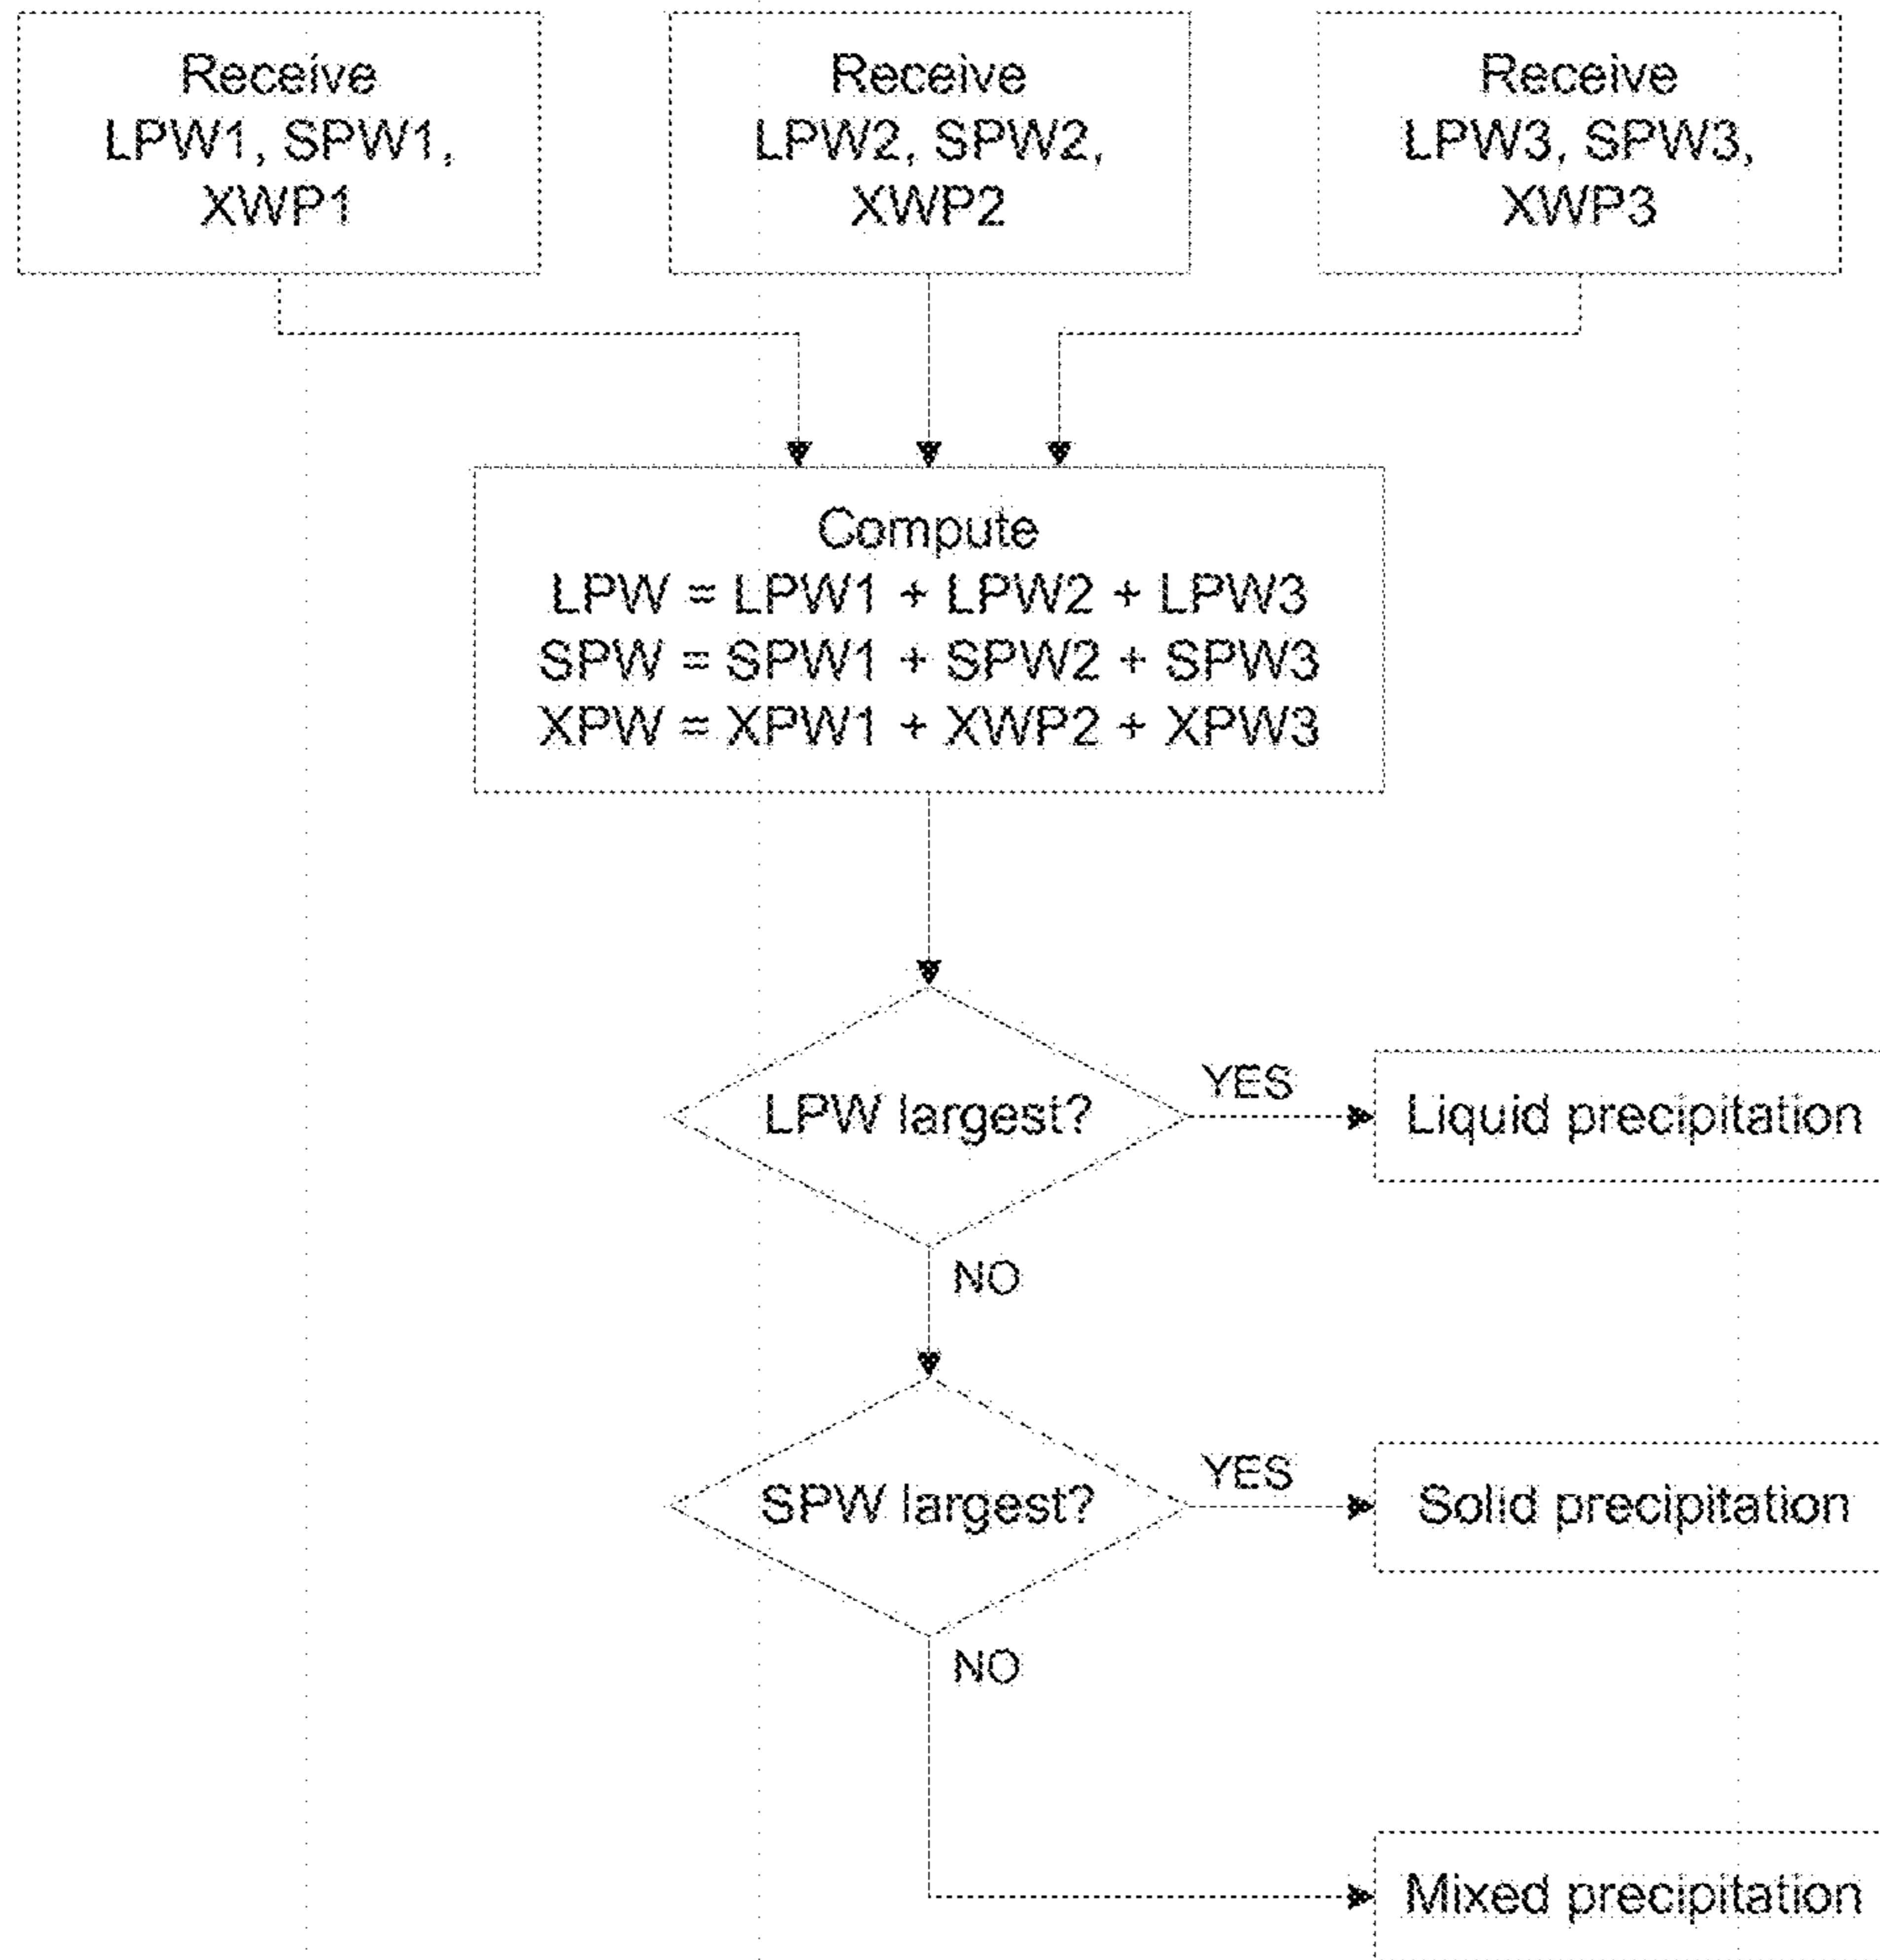 Receive
LPW1, SPW1,
XWP1
Receive
LPW2, SPW2,
XWP2
Receive
LPW3, SPW3,
XWP3
Compute
LPW = LPW1 + LPW2 + LPW3
SPW = SPW1 + SPW2 + SPW3
XPW = XPW1 + XWP2 + XPW3
LPW largest?
YES
Liquid precipitation
NO
SPW largest?
YES
Solid precipitation
NO
Mixed precipitation